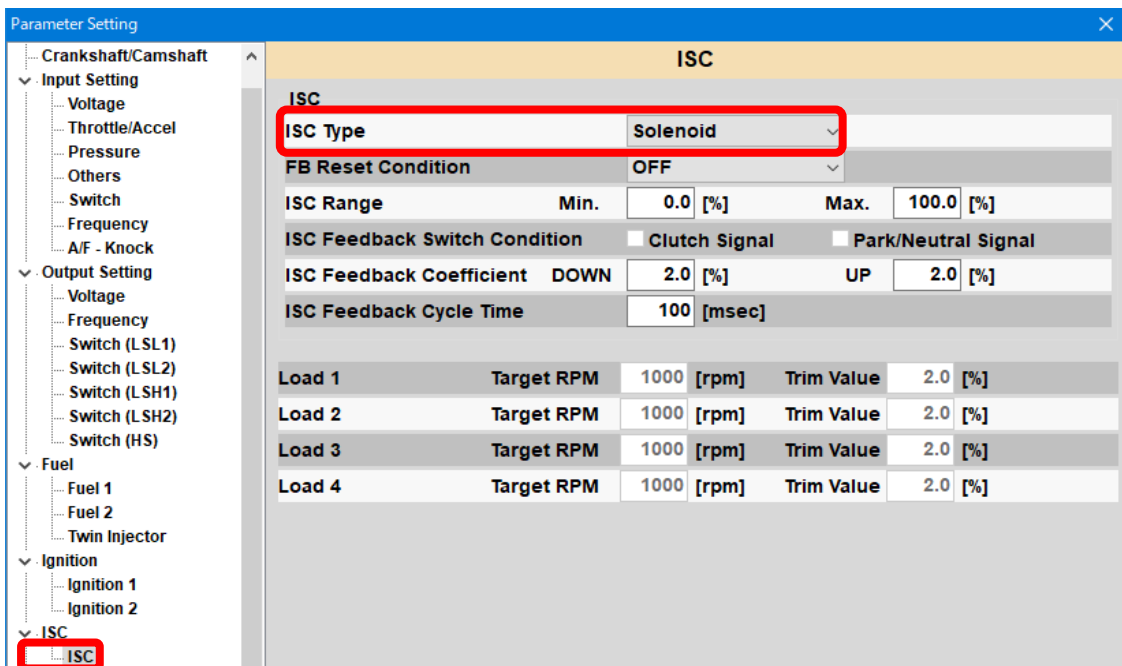 Parameter Setting
Crankshaft/Camshaft
Input Setting
Voltage
Throttle/Accel
Pressure
Others
Switch
Frequency
A/F - Knock
Output Setting
Voltage
Frequency
Switch (LSL1)
Switch (LSL2)
Switch (LSH1)
Switch (LSH2)
Switch (HS)
Fuel
Fuel 1
Fuel 2
Twin Injector
Ignition
Ignition 1
Ignition 2
ISC
ISC
ISC
ISC
ISC Type Solenoid
FB Reset Condition OFF
ISC Range Min. 0.0 [%] Max. 100.0 [%]
ISC Feedback Switch Condition Clutch Signal Park/Neutral Signal
ISC Feedback Coefficient DOWN 2.0 [%] UP 2.0 [%]
ISC Feedback Cycle Time 100 [msec]
Load 1 Target RPM 1000 [rpm] Trim Value 2.0 [%]
Load 2 Target RPM 1000 [rpm] Trim Value 2.0 [%]
Load 3 Target RPM 1000 [rpm] Trim Value 2.0 [%]
Load 4 Target RPM 1000 [rpm] Trim Value 2.0 [%]